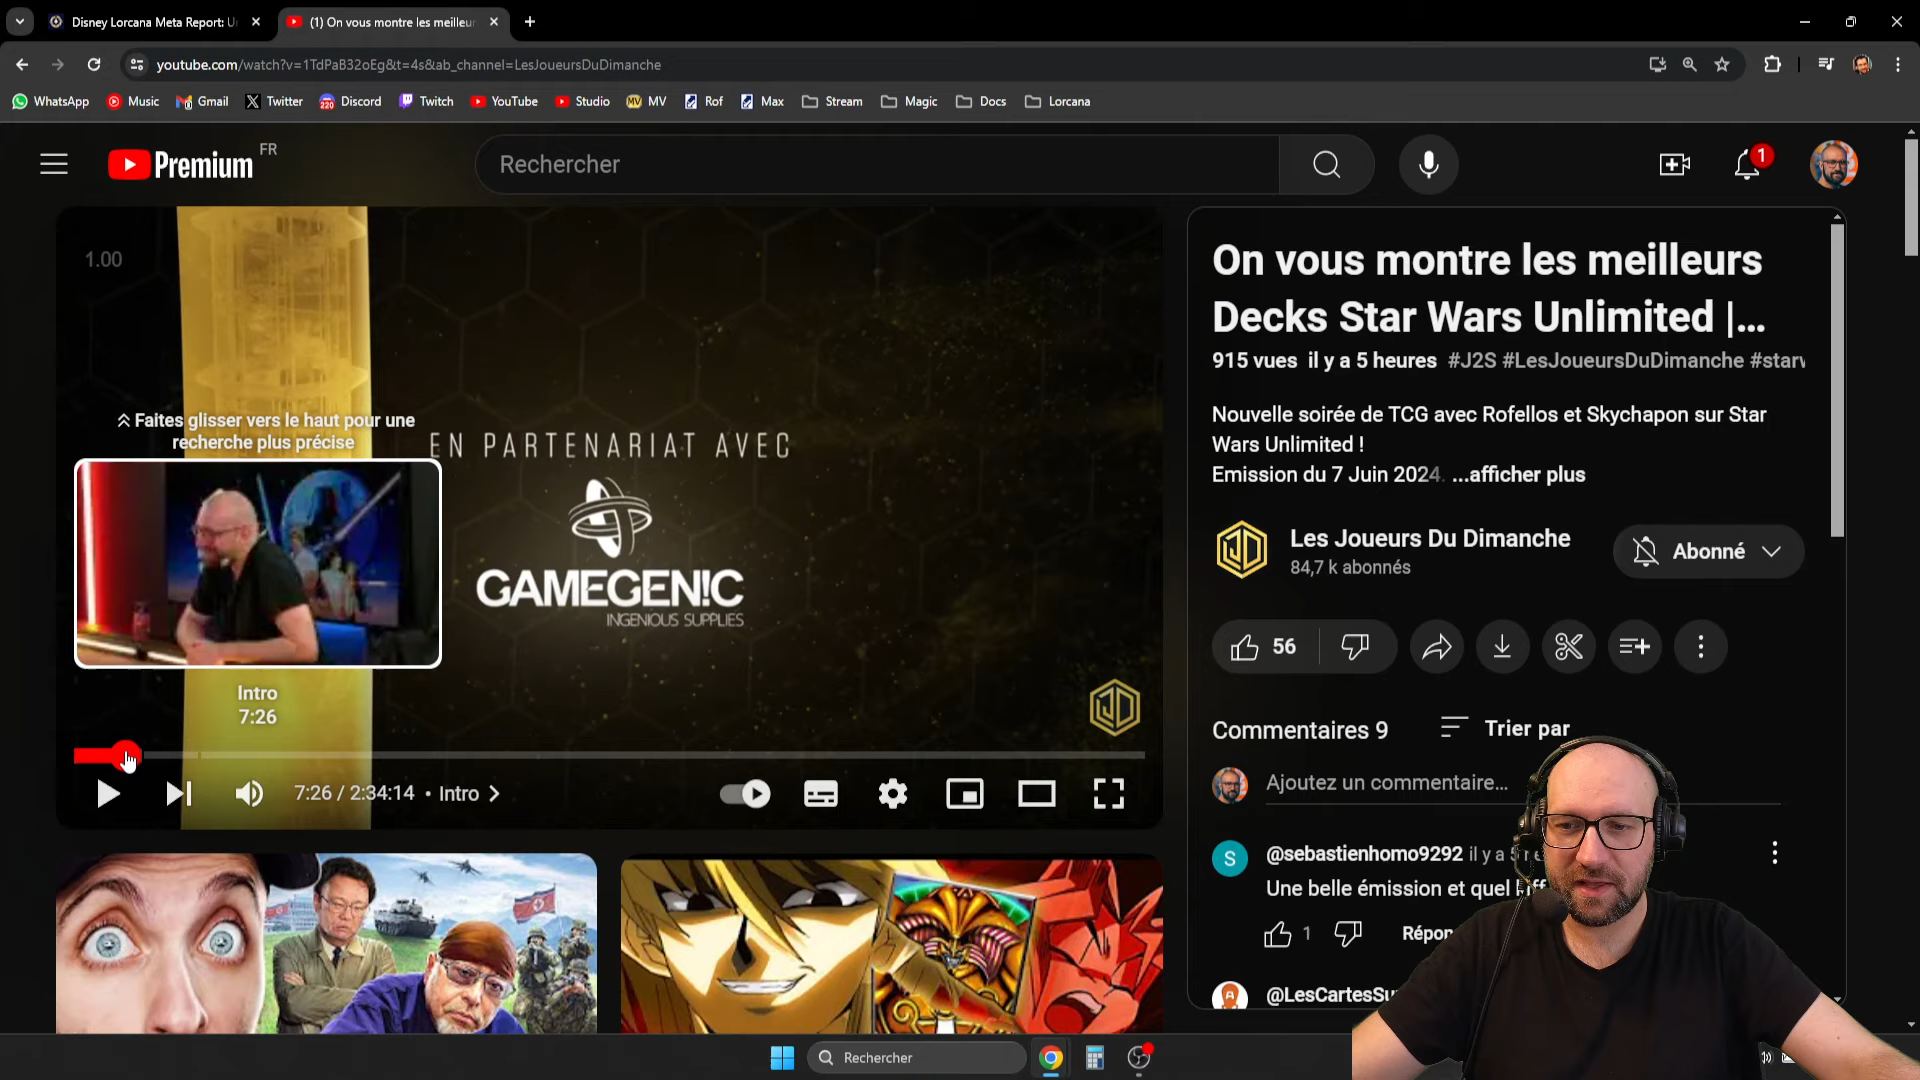 Disney Lorcana Meta Report:
(1) On vous montre les meilleur
youtube.com/watch?v=1TdPaB32oEg&t=4s&ab_channel=LesJoueursDuDimanche
WhatsApp
Music
Gmail
Twitter
Discord
Twitch
YouTube
Studio
MV
Rof
Max
Stream
Magic
Docs
Lorcana
Premium
FR
Rechercher
1
1.00
Faites glisser vers le haut pour une
recherche plus précise
EN PARTENARIAT AVEC
GAMEGEN!C
INGENIOUS SUPPLIES
Intro
7:26
7:26 / 2:34:14 • Intro
On vous montre les meilleurs
Decks Star Wars Unlimited |...
915 vues il y a 5 heures #J2S #LesJoueursDuDimanche #starv
Nouvelle soirée de TCG avec Rofellos et Skychapon sur Star
Wars Unlimited !
Emission du 7 Juin 2024. ...afficher plus
Les Joueurs Du Dimanche
84,7 k abonnés
Abonné
56
Commentaires 9
Trier par
Ajoutez un commentaire...
S
@sebastienhomo9292 il y a 5
Une belle émission et quel
1
Répon
@LesCartesSu
Rechercher